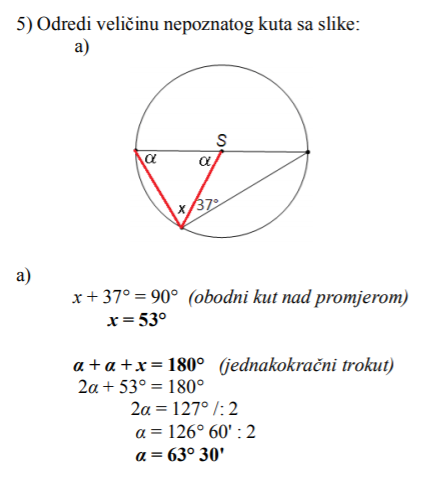 5) Odredi veličinu nepoznatog kuta sa slike:
a)
S
α
α
x
37°
a)
x + 37° = 90° (obodni kut nad promjerom)
x = 53°
α + α + x = 180° (jednakokračni trokut)
2α + 53° = 180°
2α = 127° /: 2
α = 126° 60' : 2
α = 63° 30'